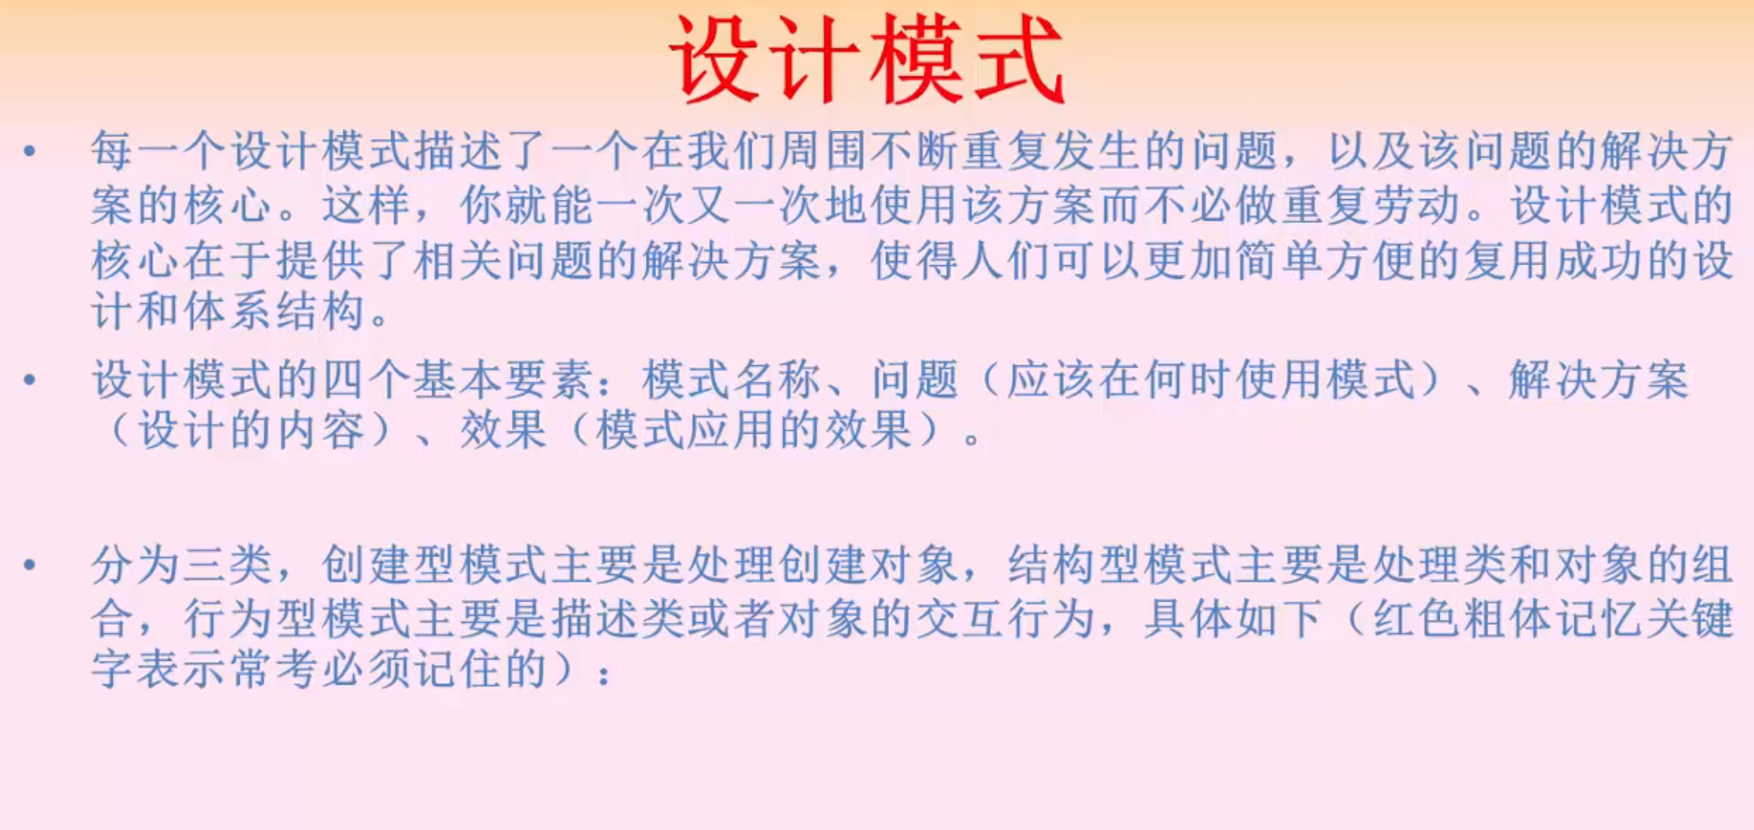 设计模式
• 每一个设计模式描述了一个在我们周围不断重复发生的问题，以及该问题的解决方
案的核心。这样，你就能一次又一次地使用该方案而不必做重复劳动。设计模式的
核心在于提供了相关问题的解决方案，使得人们可以更加简单方便的复用成功的设
计和体系结构。
• 设计模式的四个基本要素：模式名称、问题（应该在何时使用模式）、解决方案
（设计的内容）、效果（模式应用的效果）。
• 分为三类，创建型模式主要是处理创建对象，结构型模式主要是处理类和对象的组
合，行为型模式主要是描述类或者对象的交互行为，具体如下（红色粗体记忆关键
字表示常考必须记住的）：